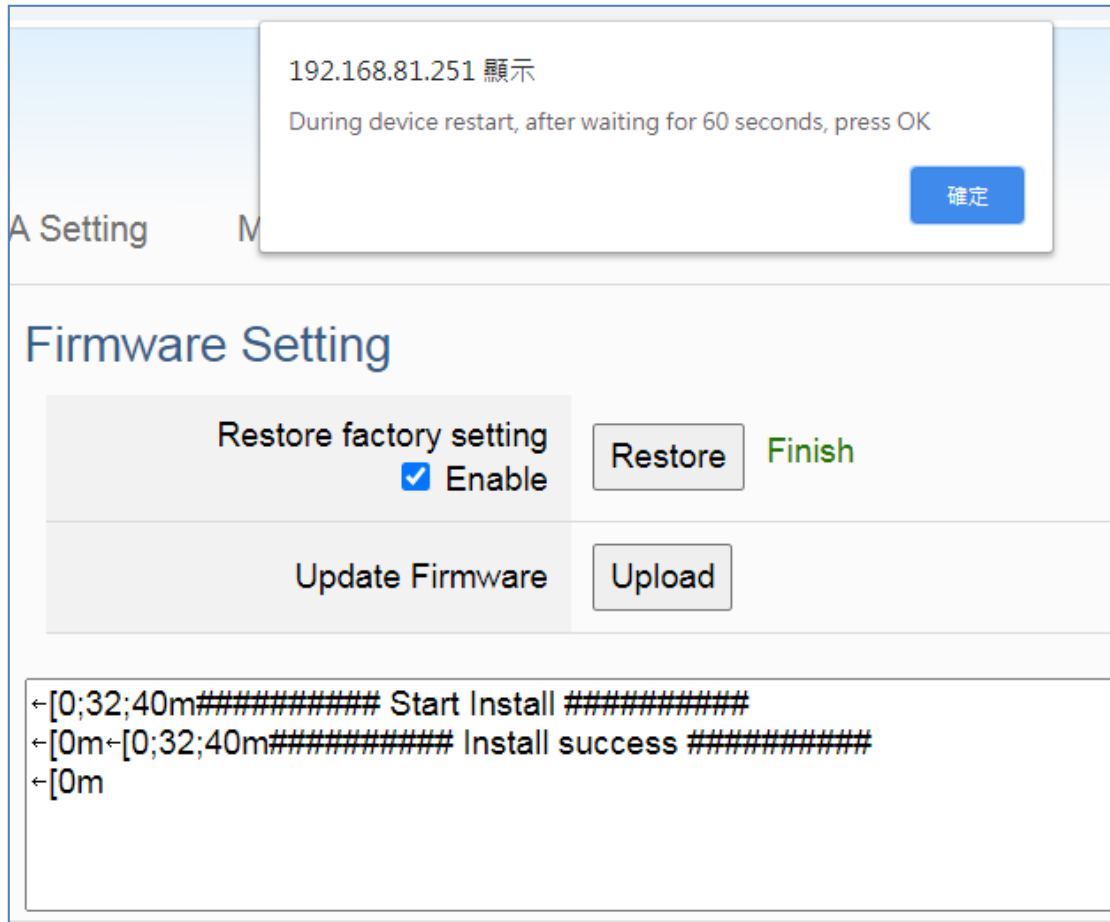 192.168.81.251 顯示
During device restart, after waiting for 60 seconds, press OK
確定
A Setting M
Firmware Setting
Restore factory setting
Enable
Restore Finish
Update Firmware Upload
←[0;32;40m########## Start Install ##########
←[0m←[0;32;40m########## Install success ##########
←[0m